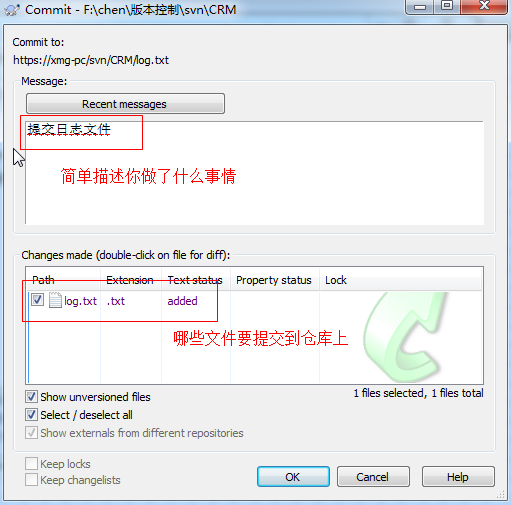 Commit - F:\chen\版本控制\svn\CRM
Commit to:
https://xmg-pc/svn/CRM/log.txt
Message:
Recent messages
提交日志文件
简单描述你做了什么事情
Changes made (double-click on file for diff):
Path Extension Text status Property status Lock
log.txt .txt added
哪些文件要提交到仓库上
Show unversioned files
1 files selected, 1 files total
Select / deselect all
Show externals from different repositories
Keep locks
Keep changelists
OK Cancel Help